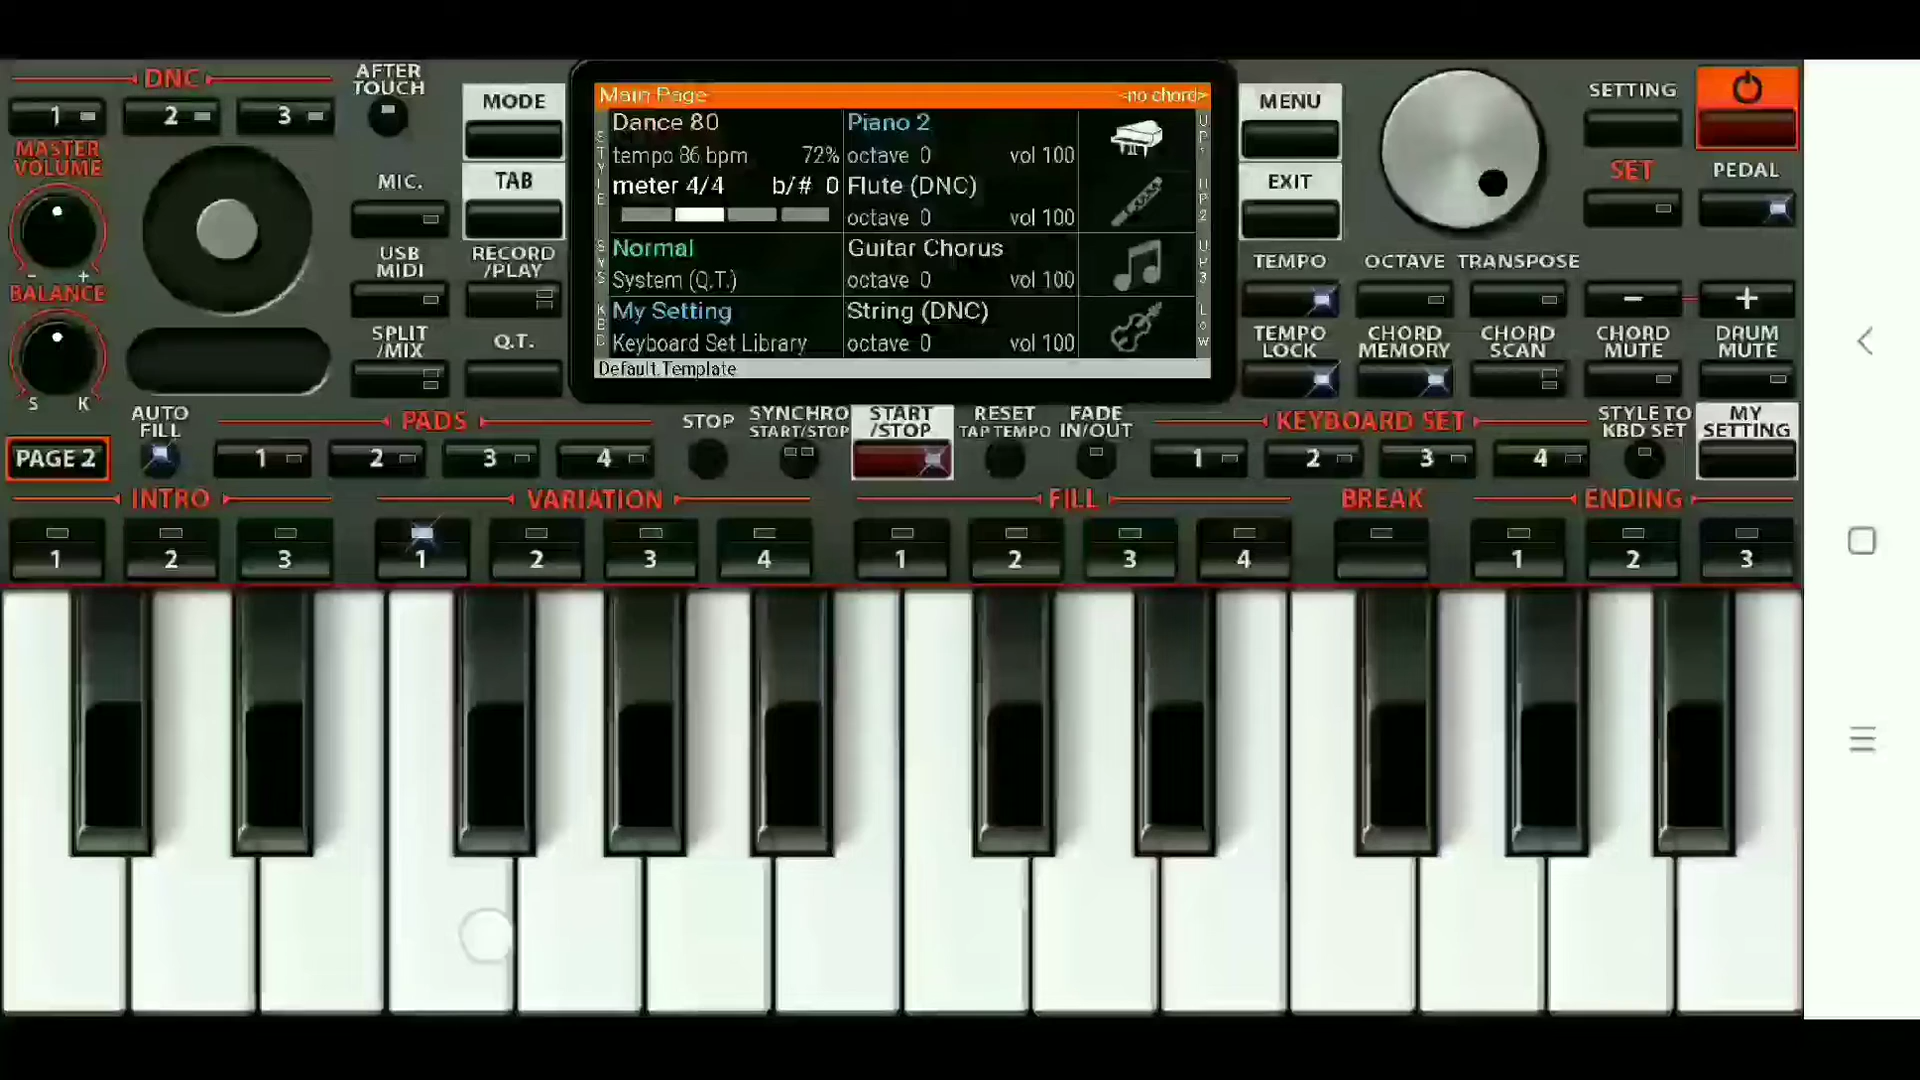 DNC
AFTER TOUCH
1 2 3
MASTER VOLUME
- +
BALANCE
S K
MIC.
USB MIDI
SPLIT /MIX
MODE
TAB
RECORD /PLAY
Q.T.
Main Page <no chord>
STYLE
Dance 80
tempo 86 bpm 72%
meter 4/4 b/# 0
SYS
Normal
System (Q.T.)
KBD
My Setting
Keyboard Set Library
Piano 2
octave 0 vol 100
UP1
Flute (DNC)
octave 0 vol 100
UP2
Guitar Chorus
octave 0 vol 100
UP3
String (DNC)
octave 0 vol 100
Low
Default Template
MENU
EXIT
SETTING
SET
PEDAL
TEMPO OCTAVE TRANSPOSE - +
TEMPO LOCK
CHORD MEMORY
CHORD SCAN
CHORD MUTE
DRUM MUTE
PAGE 2
AUTO FILL
PADS
1 2 3 4
STOP
SYNCHRO START/STOP
START /STOP
RESET TAP TEMPO
FADE IN/OUT
KEYBOARD SET
1 2 3 4
STYLE TO KBD SET
MY SETTING
INTRO VARIATION FILL BREAK ENDING
1 2 3 1 2 3 4 1 2 3 4 1 2 3